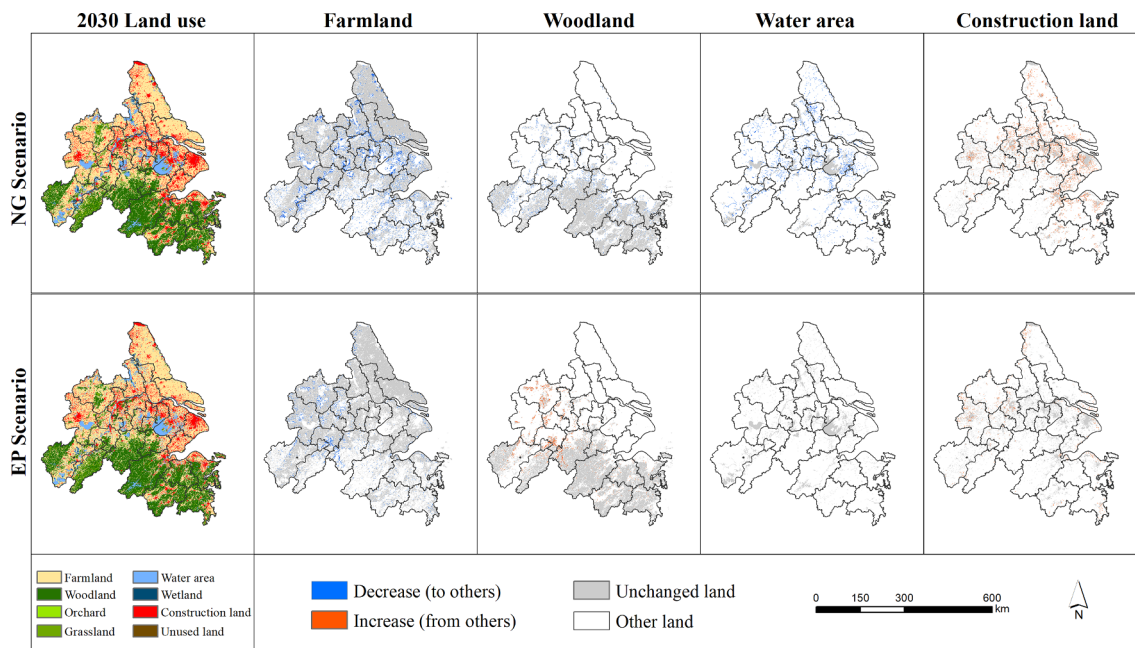 2030 Land use
Farmland
Woodland
Water area
Construction land
NG Scenario
EP Scenario
Farmland
Woodland
Orchard
Grassland
Water area
Wetland
Construction land
Unused land
Decrease (to others)
Increase (from others)
Unchanged land
Other land
0 150 300 600
km
N